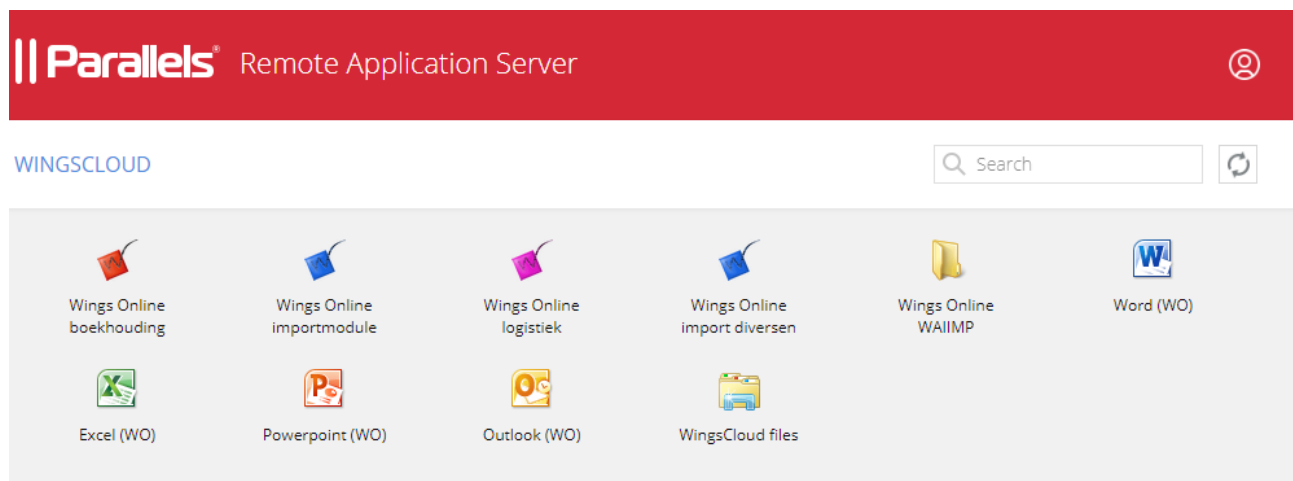 Parallels® Remote Application Server
WINGSCLOUD
Search
Wings Online
boekhouding
Wings Online
importmodule
Wings Online
logistiek
Wings Online
import diversen
Wings Online
WAIIMP
Word (WO)
Excel (WO)
Powerpoint (WO)
Outlook (WO)
WingsCloud files